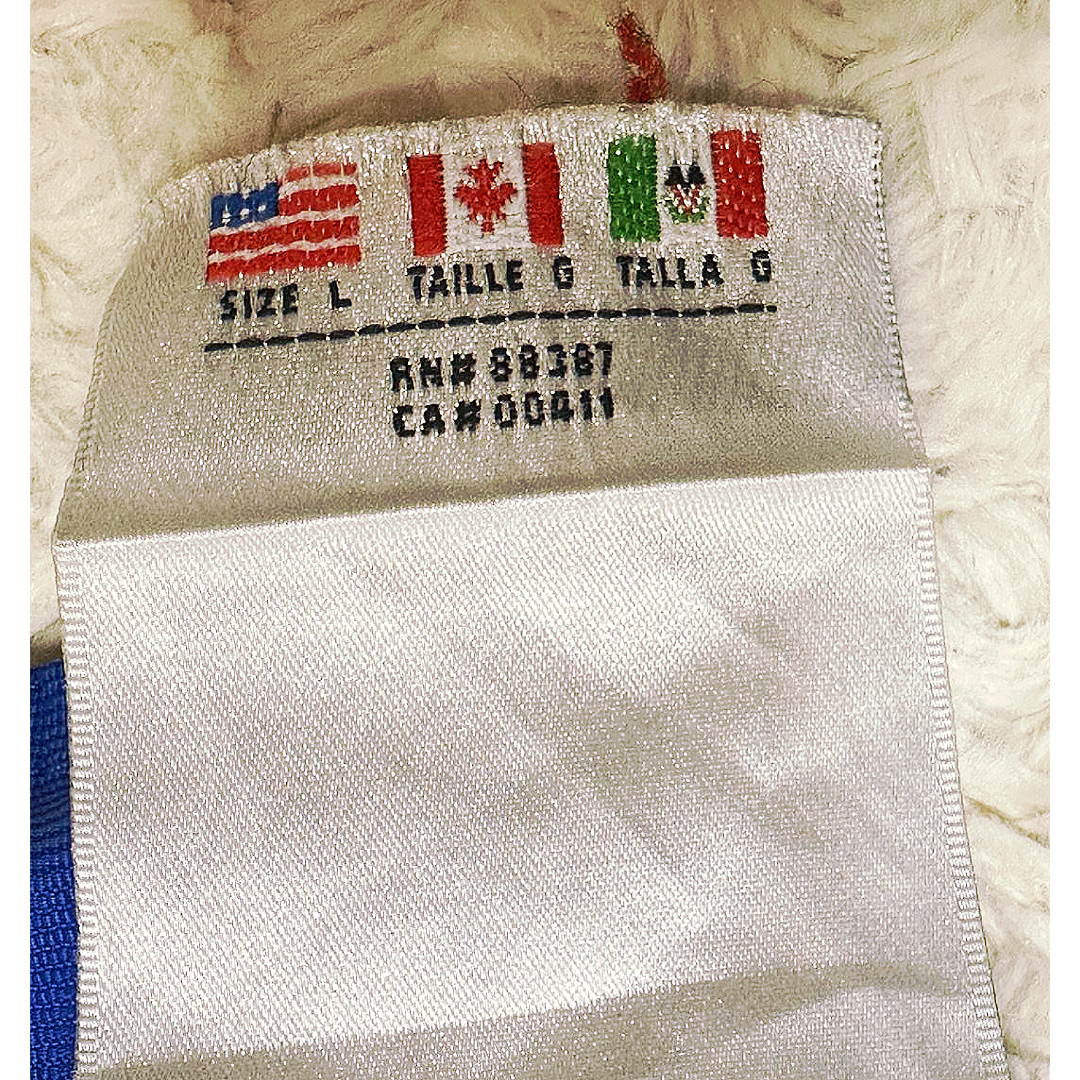 SIZE L TAILLE G TALLA G
RN# 88387
CA# 00411